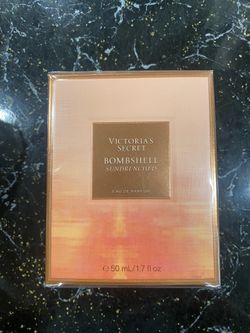 VICTORIA'S
SECRET
BOMBSHELL
SUNDRENCHED
EAU DE PARFUM
℮ 50 mL/1.7 fl oz